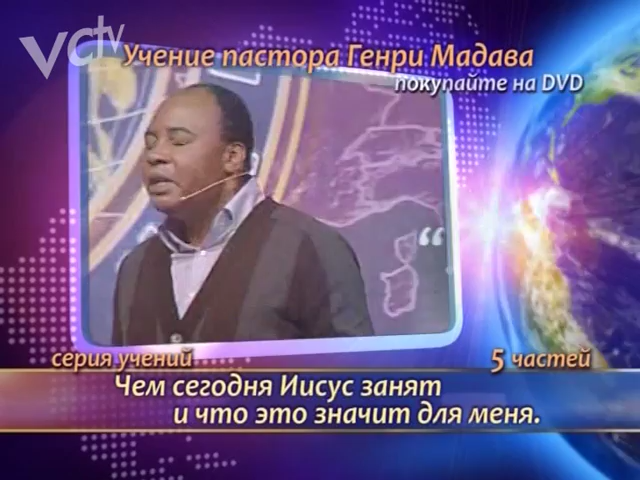 vctv
Учение пастора Генри Мадава
покупайте на DVD
серия учений
5 частей
Чем сегодня Иисус занят
и что это значит для меня.